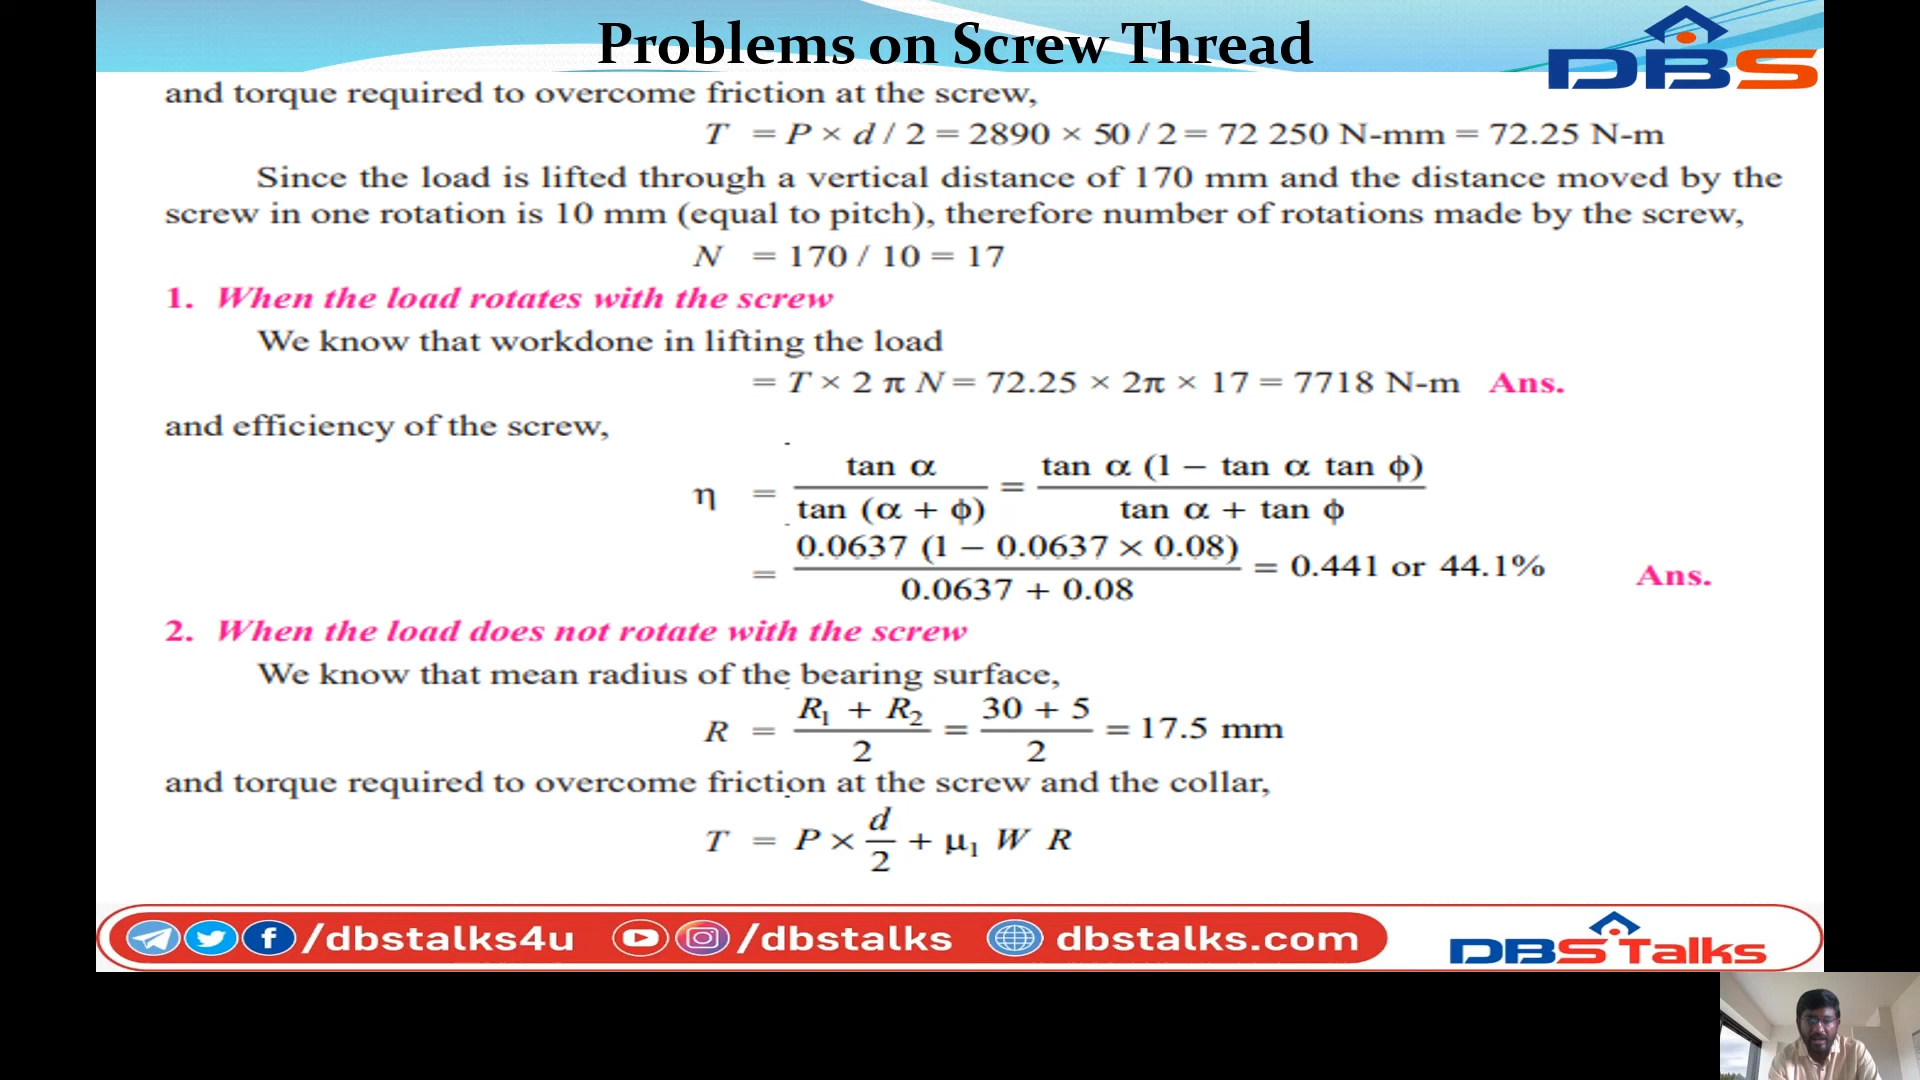 Problems on Screw Thread
DBS
and torque required to overcome friction at the screw,
T = P × d / 2 = 2890 × 50 / 2 = 72 250 N-mm = 72.25 N-m
Since the load is lifted through a vertical distance of 170 mm and the distance moved by the
screw in one rotation is 10 mm (equal to pitch), therefore number of rotations made by the screw,
N = 170 / 10 = 17
1. When the load rotates with the screw
We know that workdone in lifting the load
= T × 2 π N = 72.25 × 2π × 17 = 7718 N-m Ans.
and efficiency of the screw,
η = tan α / tan (α + ϕ) = tan α (1 – tan α tan ϕ) / tan α + tan ϕ
= 0.0637 (1 – 0.0637 × 0.08) / 0.0637 + 0.08 = 0.441 or 44.1% Ans.
2. When the load does not rotate with the screw
We know that mean radius of the bearing surface,
R = R₁ + R₂ / 2 = 30 + 5 / 2 = 17.5 mm
and torque required to overcome friction at the screw and the collar,
T = P × d / 2 + μ₁ W R
/dbstalks4u /dbstalks dbstalks.com
DBS Talks